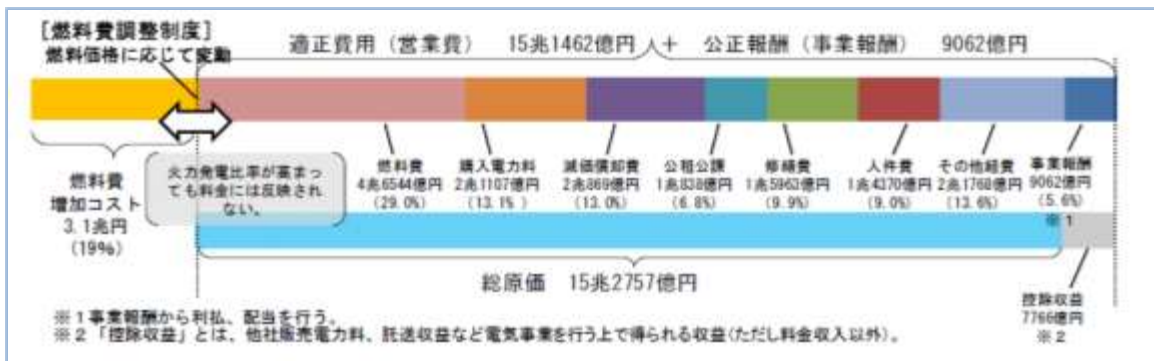 [燃料費調整制度]
燃料価格に応じて変動
適正費用(営業費) 15兆1462億円 + 公正報酬(事業報酬) 9062億円
火力発電比率が高まっ
ても料金には反映され
ない。
燃料費
増加コスト
3.1兆円
(19%)
燃料費
4兆6544億円
(29.0%)
購入電力料
2兆1107億円
(13.1%)
減価償却費
2兆869億円
(13.0%)
公租公課
1兆838億円
(6.8%)
修繕費
1兆5963億円
(9.9%)
人件費
1兆4370億円
(9.0%)
その他経費
2兆1768億円
(13.6%)
事業報酬
9062億円
(5.6%)
※1
総原価 15兆2757億円
控除収益
7766億円
※2
※1事業報酬から利払、配当を行う。
※2「控除収益」とは、他社販売電力料、託送収益など電気事業を行う上で得られる収益(ただし料金収入以外)。